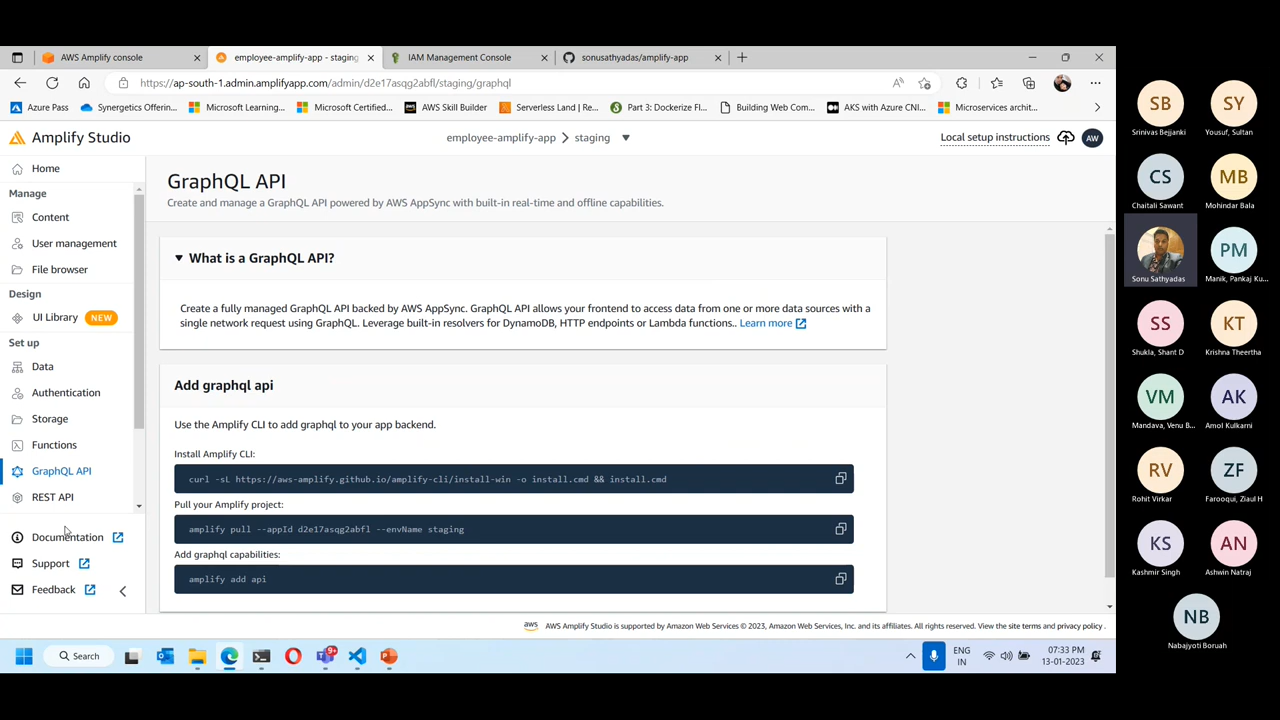 AWS Amplify console
employee-amplify-app - staging
IAM Management Console
sonusathyadas/amplify-app
https://ap-south-1.admin.amplifyapp.com/admin/d2e17asqg2abfl/staging/graphql
Azure Pass
Synergetics Offering...
Microsoft Learning...
Microsoft Certified...
AWS Skill Builder
Serverless Land | Re...
Part 3: Dockerize Fl...
Building Web Com...
AKS with Azure CNI...
Microservices archit...
Amplify Studio
employee-amplify-app > staging
Local setup instructions
AW
Home
Manage
Content
User management
File browser
Design
UI Library NEW
Set up
Data
Authentication
Storage
Functions
GraphQL API
REST API
Documentation
Support
Feedback
GraphQL API
Create and manage a GraphQL API powered by AWS AppSync with built-in real-time and offline capabilities.
What is a GraphQL API?
Create a fully managed GraphQL API backed by AWS AppSync. GraphQL API allows your frontend to access data from one or more data sources with a
single network request using GraphQL. Leverage built-in resolvers for DynamoDB, HTTP endpoints or Lambda functions.. Learn more
Add graphql api
Use the Amplify CLI to add graphql to your app backend.
Install Amplify CLI:
curl -sL https://aws-amplify.github.io/amplify-cli/install-win -o install.cmd && install.cmd
Pull your Amplify project:
amplify pull --appId d2e17asqg2abfl --envName staging
Add graphql capabilities:
amplify add api
aws AWS Amplify Studio is supported by Amazon Web Services © 2023, Amazon Web Services, Inc. and its affiliates. All rights reserved. View the site terms and privacy policy.
Search
9+
ENG
IN
07:33 PM
13-01-2023
SB
Srinivas Bejjanki
SY
Yousuf, Sultan
CS
Chaitali Sawant
MB
Mohindar Bala
Sonu Sathyadas
PM
Manik, Pankaj Ku...
SS
Shukla, Shant D
KT
Krishna Theertha
VM
Mandava, Venu B...
AK
Amol Kulkarni
RV
Rohit Virkar
ZF
Farooqui, Ziaul H
KS
Kashmir Singh
AN
Ashwin Natraj
NB
Nabajyoti Boruah